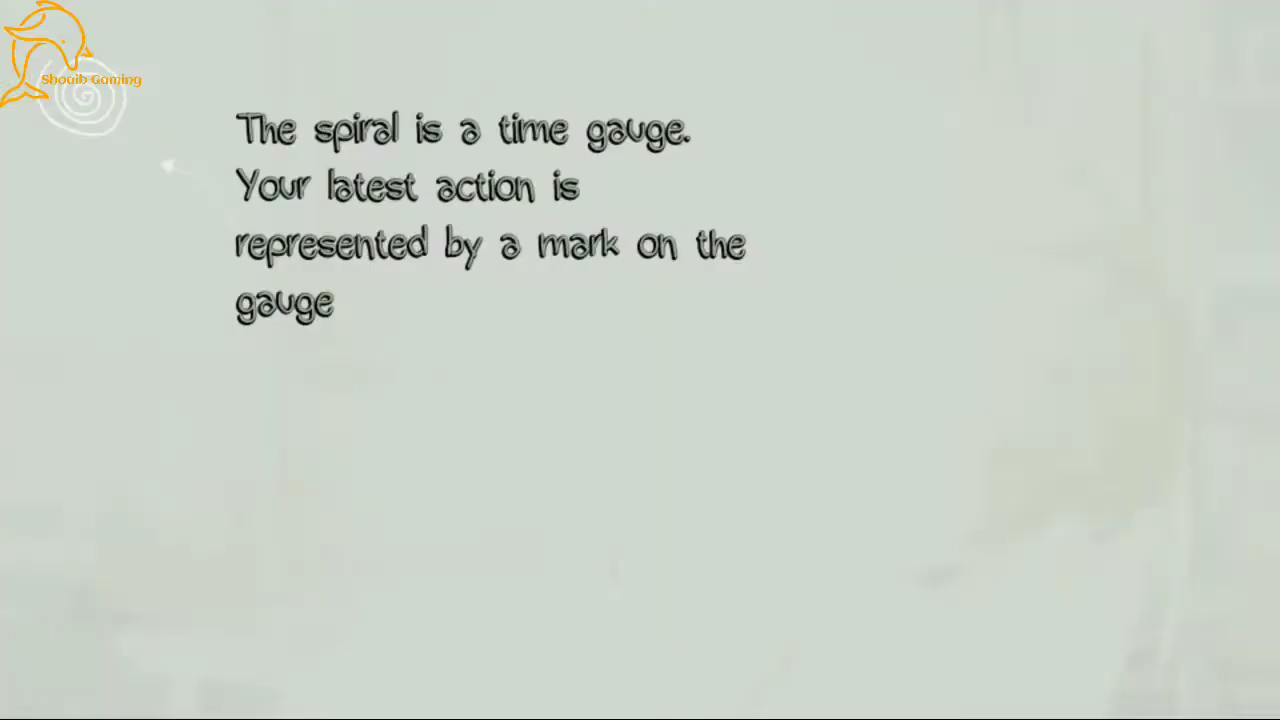 Shoaib Gaming
The spiral is a time gauge.
Your latest action is
represented by a mark on the
gauge